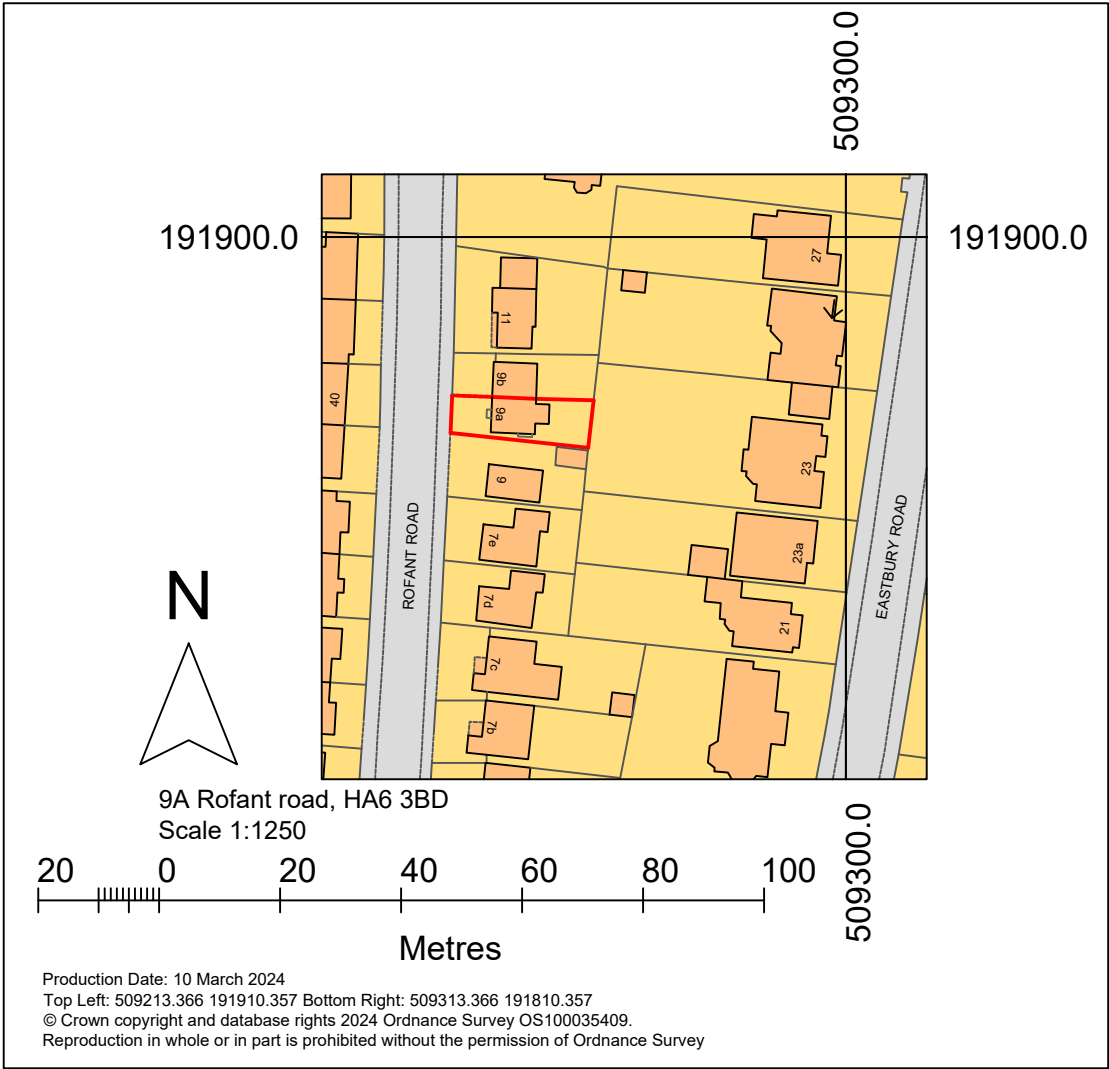 509300.0
191900.0
191900.0
27
11
9b
9a
40
9
23
7e
23a
ROFANT ROAD
EASTBURY ROAD
7d
21
7c
7b
N
9A Rofant road, HA6 3BD
Scale 1:1250
509300.0
20 0 20 40 60 80 100
Metres
Production Date: 10 March 2024
Top Left: 509213.366 191910.357 Bottom Right: 509313.366 191810.357
© Crown copyright and database rights 2024 Ordnance Survey OS100035409.
Reproduction in whole or in part is prohibited without the permission of Ordnance Survey